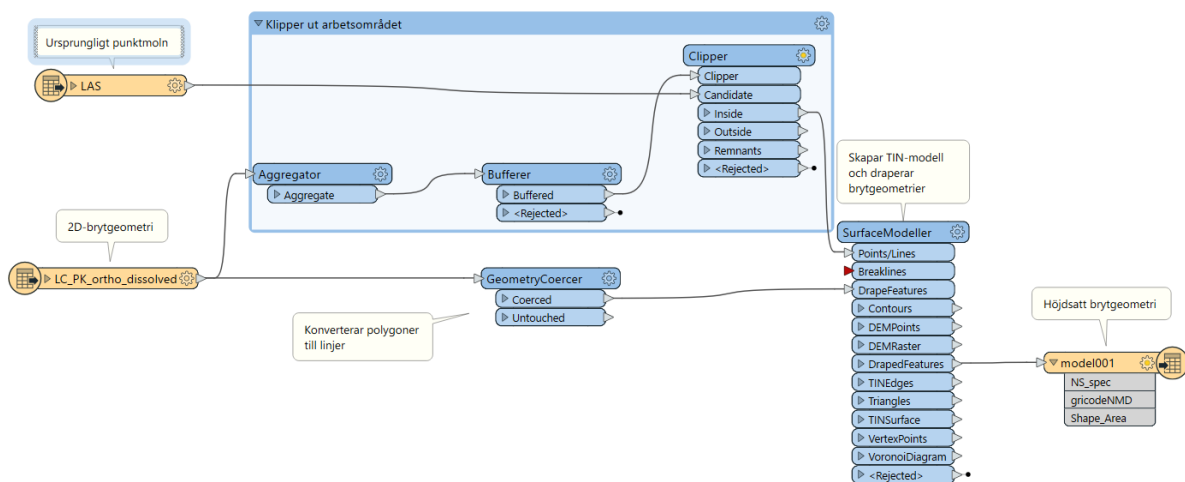 Klipper ut arbetsområdet
Ursprungligt punktmoln
LAS
Clipper
Clipper
Candidate
Inside
Outside
Remnants
<Rejected>
Aggregator
Aggregate
Bufferer
Buffered
<Rejected>
2D-brytgeometri
LC_PK_ortho_dissolved
GeometryCoercer
Coerced
Untouched
Konverterar polygoner
till linjer
Skapar TIN-modell
och draperar
brytgeometrier
SurfaceModeller
Points/Lines
Breaklines
DrapeFeatures
Contours
DEMPoints
DEMRaster
DrapedFeatures
TINEdges
Triangles
TINSurface
VertexPoints
VoronoiDiagram
<Rejected>
Höjdsatt brytgeometri
model001
NS_spec
gricodeNMD
Shape_Area